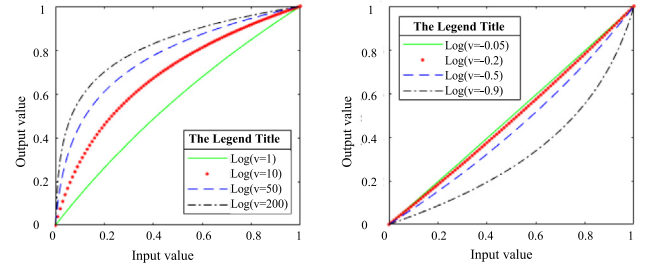 1
0.8
0.6
0.4
0.2
0
0
0.2
0.4
0.6
0.8
1
Output value
Input value
The Legend Title
Log(v=1)
Log(v=10)
Log(v=50)
Log(v=200)
1
0.8
0.6
0.4
0.2
0
0
0.2
0.4
0.6
0.8
1
Output value
Input value
The Legend Title
Log(v=-0.05)
Log(v=-0.2)
Log(v=-0.5)
Log(v=-0.9)